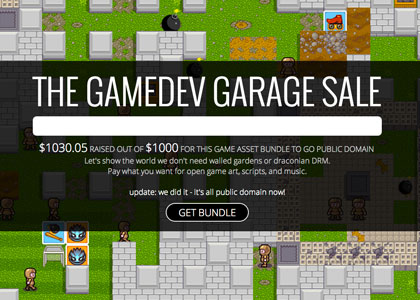 THE GAMEDEV GARAGE SALE
$1030.05 RAISED OUT OF $1000 FOR THIS GAME ASSET BUNDLE TO GO PUBLIC DOMAIN
Let's show the world we don't need walled gardens or draconian DRM.
Pay what you want for open game art, scripts, and music.
update: we did it - it's all public domain now!
GET BUNDLE